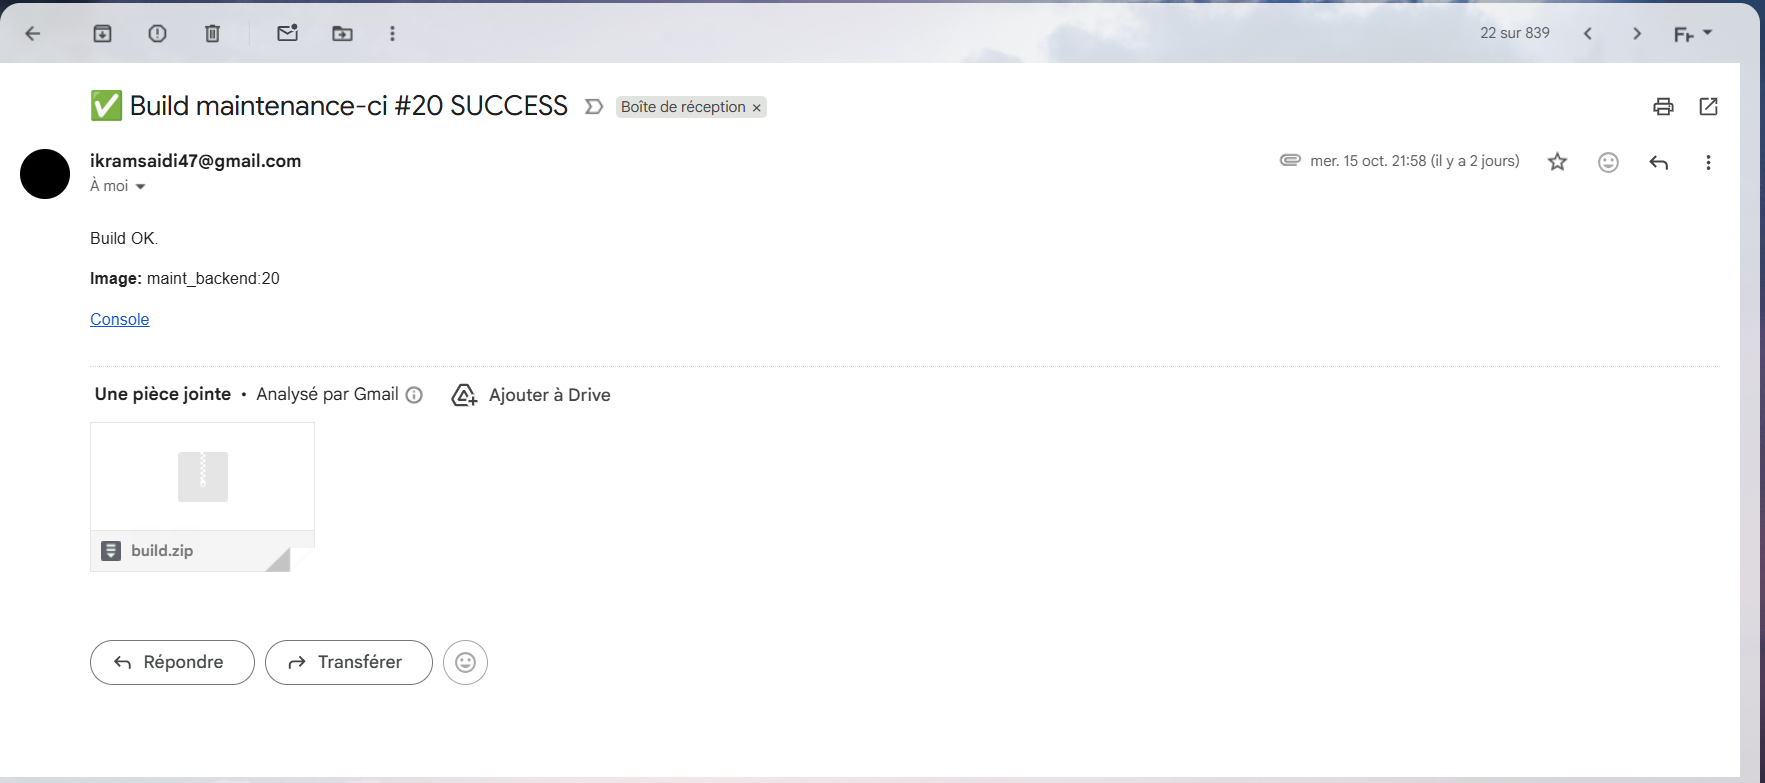 22 sur 839
Fr
✅ Build maintenance-ci #20 SUCCESS
Boîte de réception ×
ikramsaidi47@gmail.com
mer. 15 oct. 21:58 (il y a 2 jours)
À moi
Build OK.
Image: maint_backend:20
Console
Une pièce jointe • Analysé par Gmail
Ajouter à Drive
build.zip
Répondre
Transférer